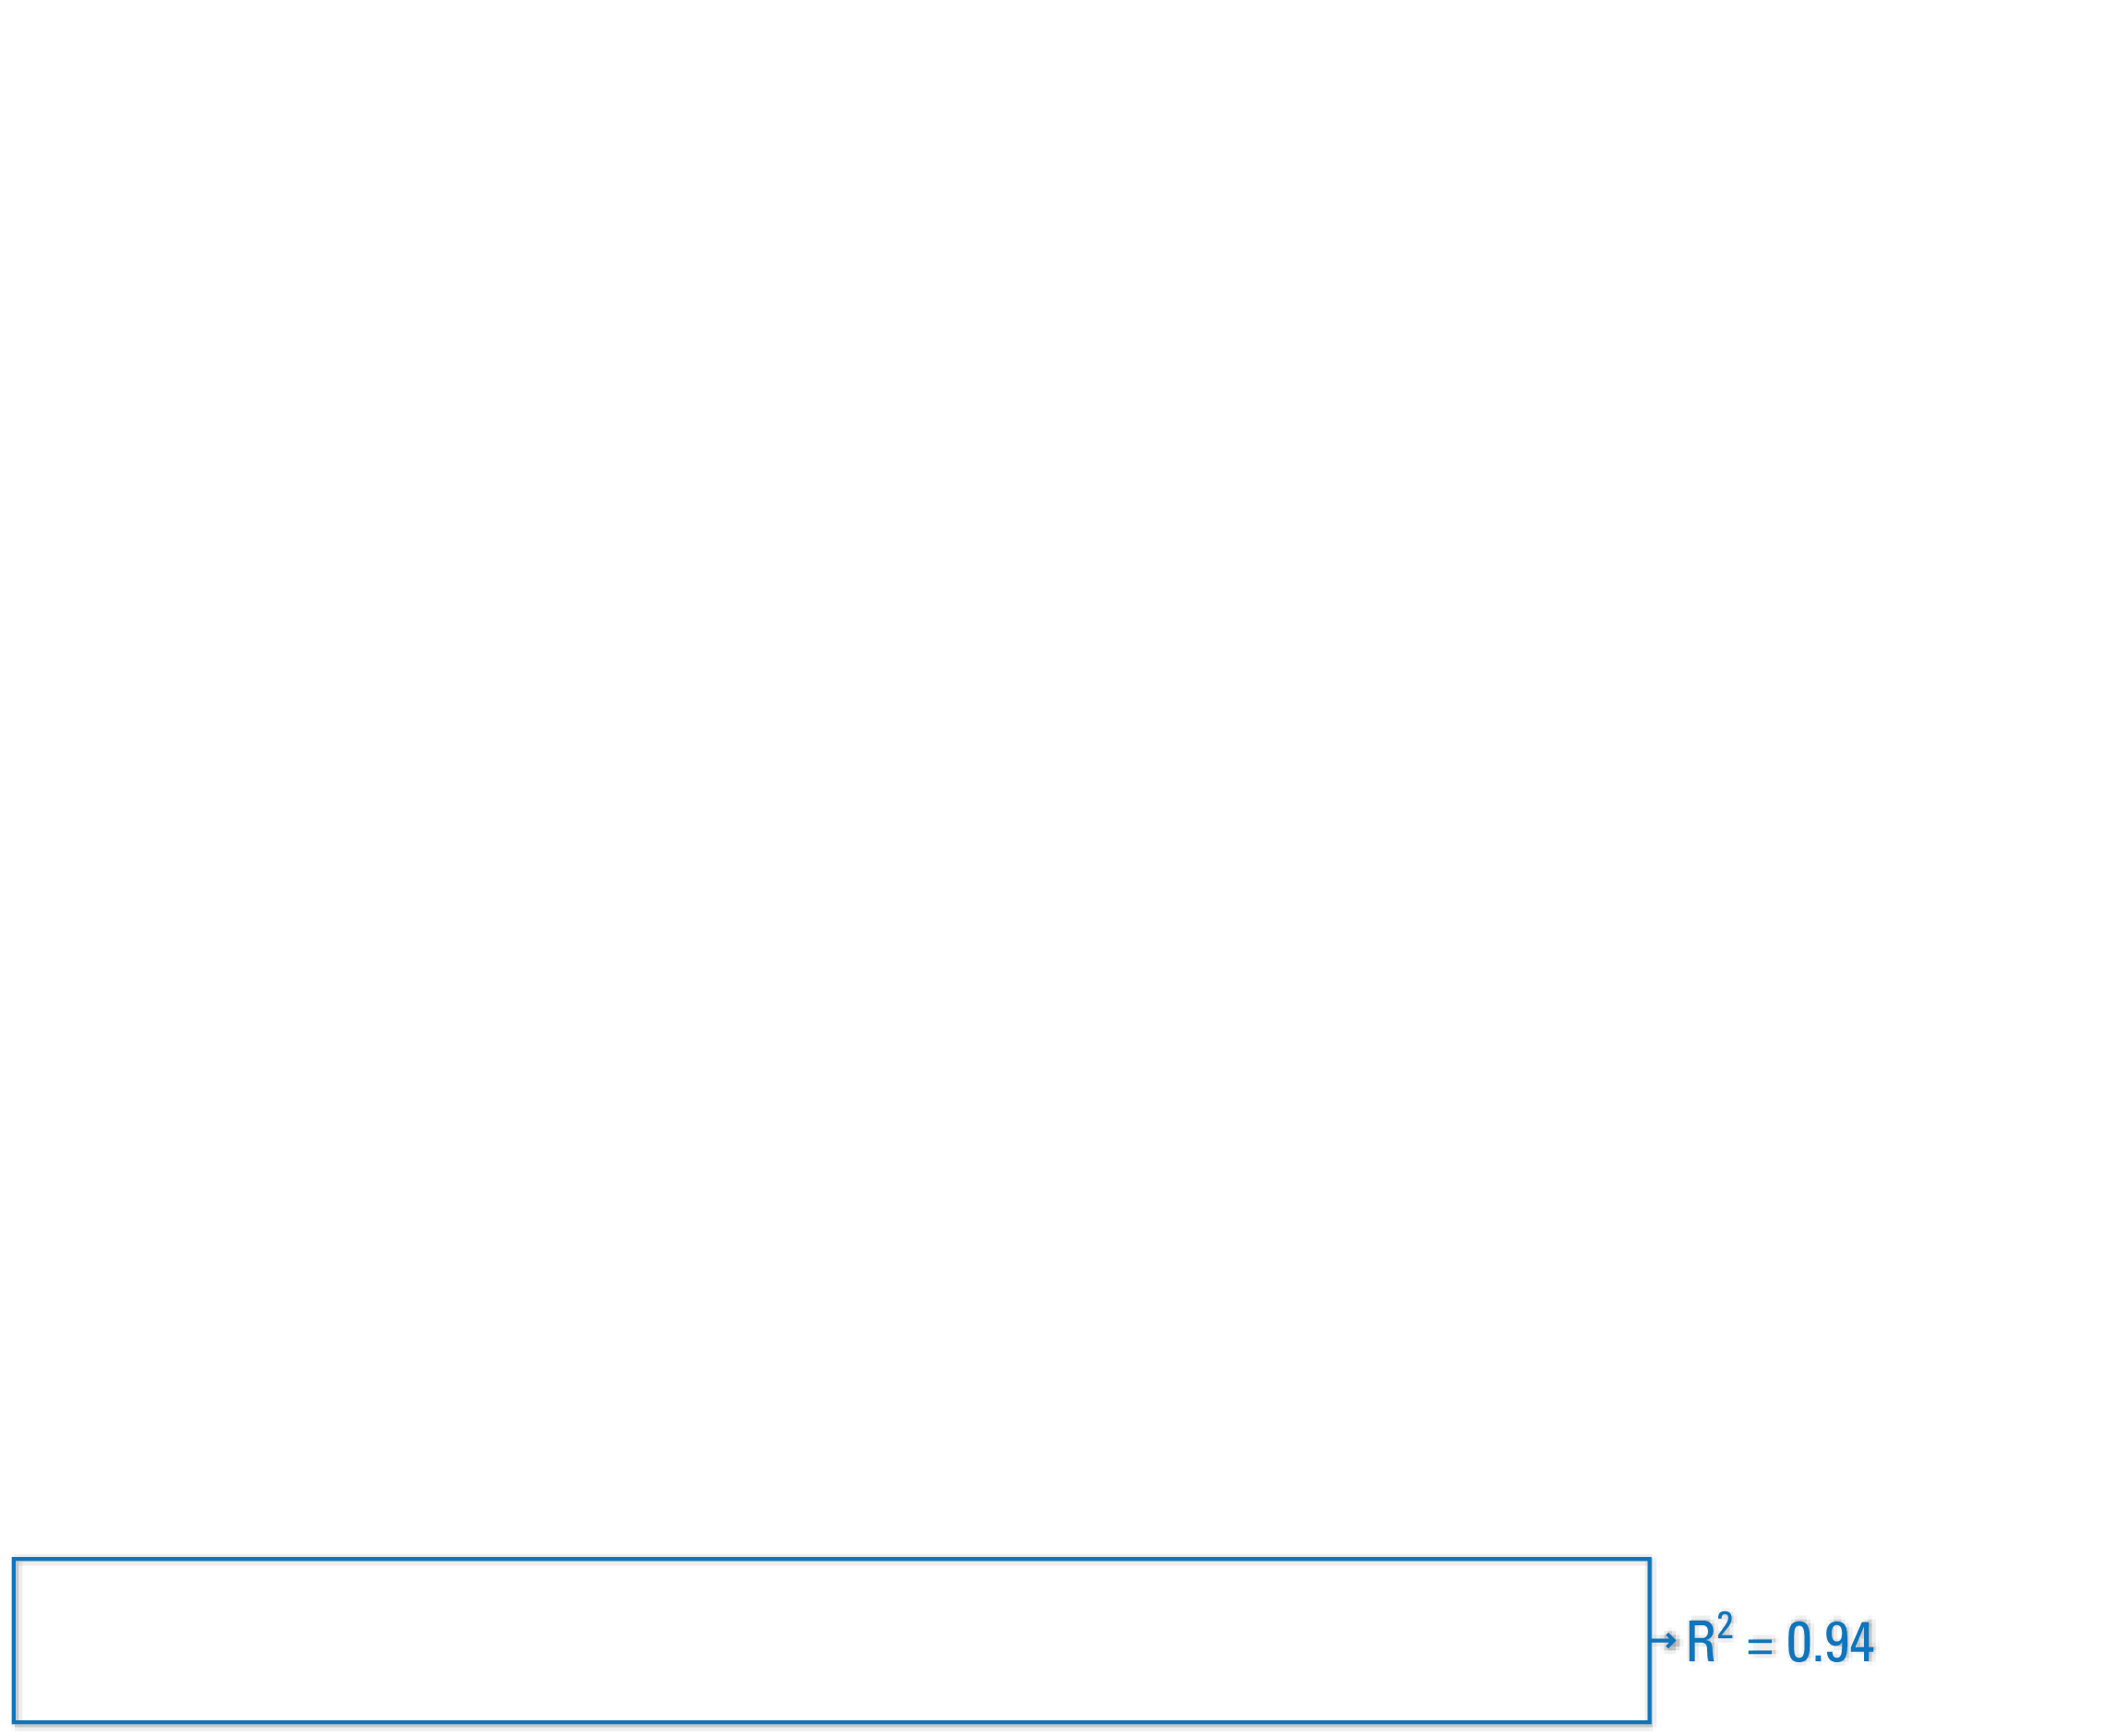 R² = 0.94